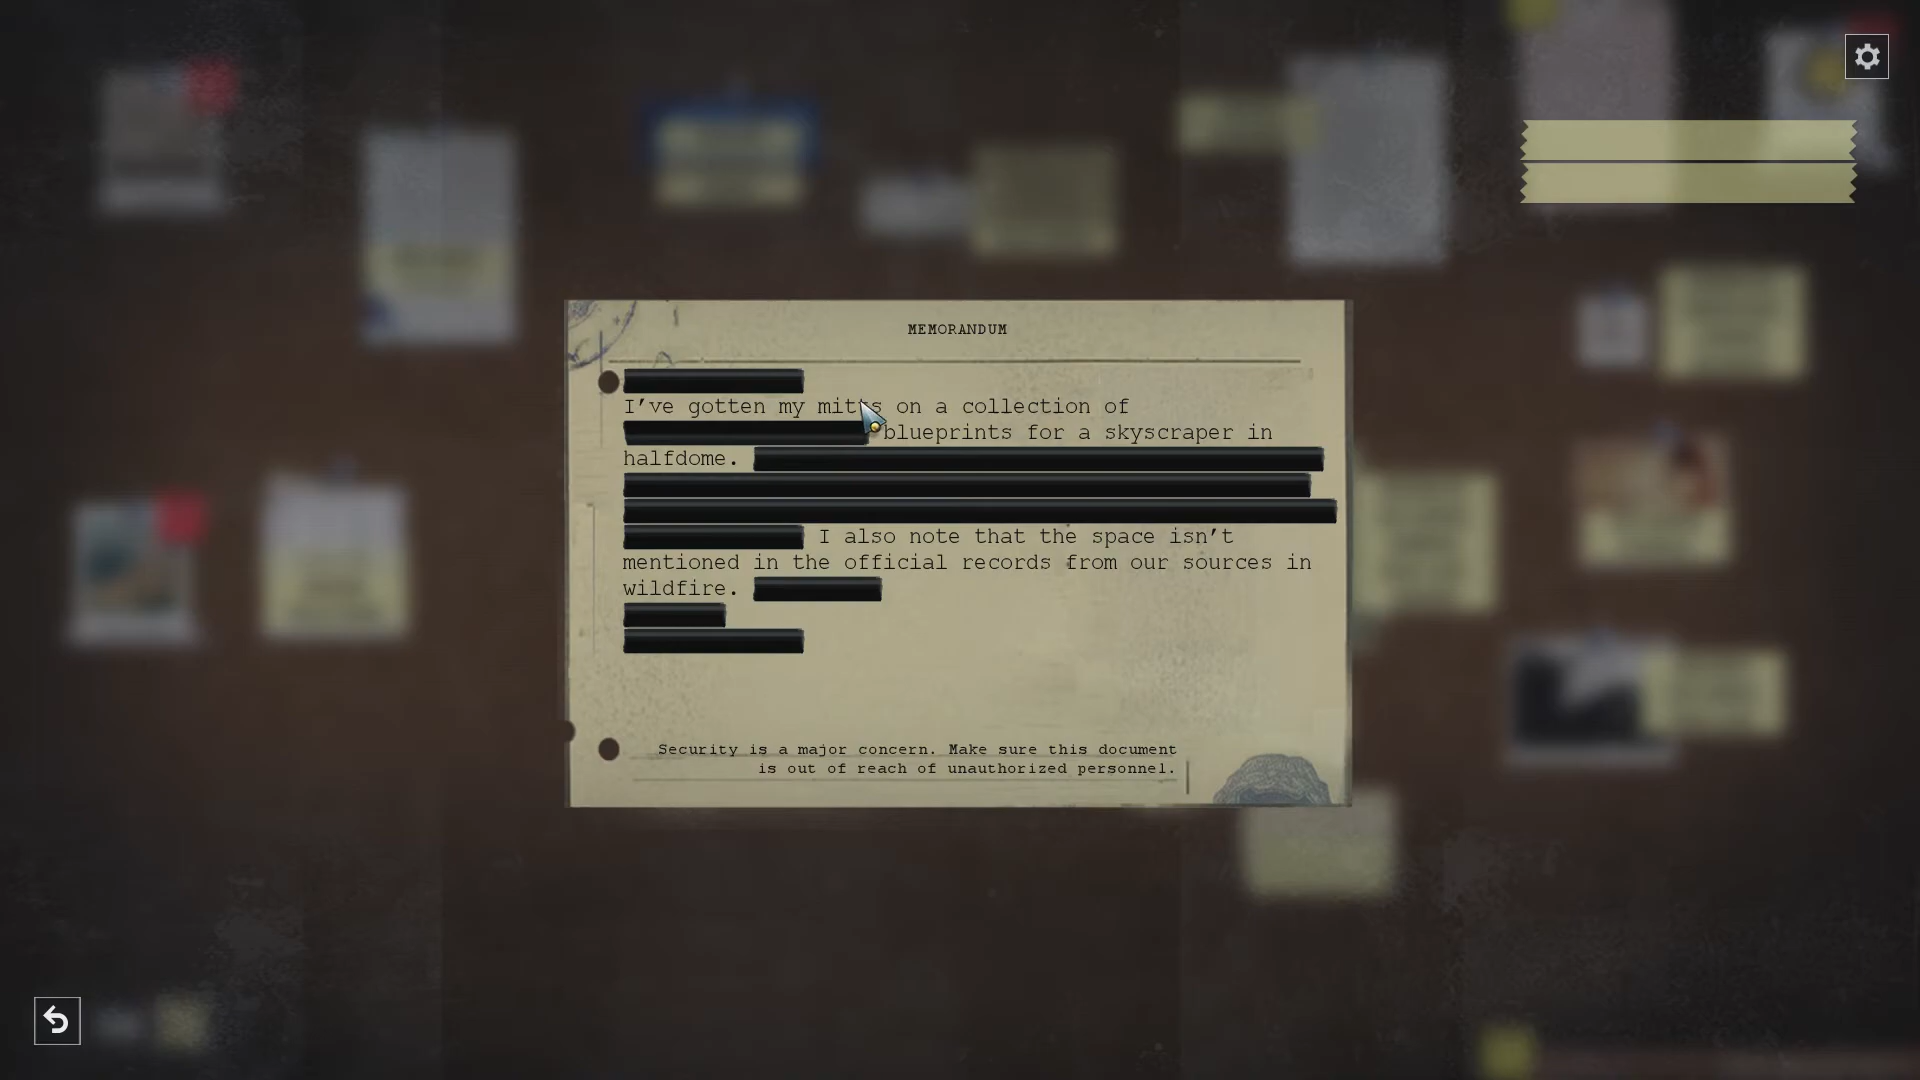 MEMORANDUM
I've gotten my mitts on a collection of
blueprints for a skyscraper in
halfdome.
I also note that the space isn't
mentioned in the official records from our sources in
wildfire.
Security is a major concern. Make sure this document
is out of reach of unauthorized personnel.